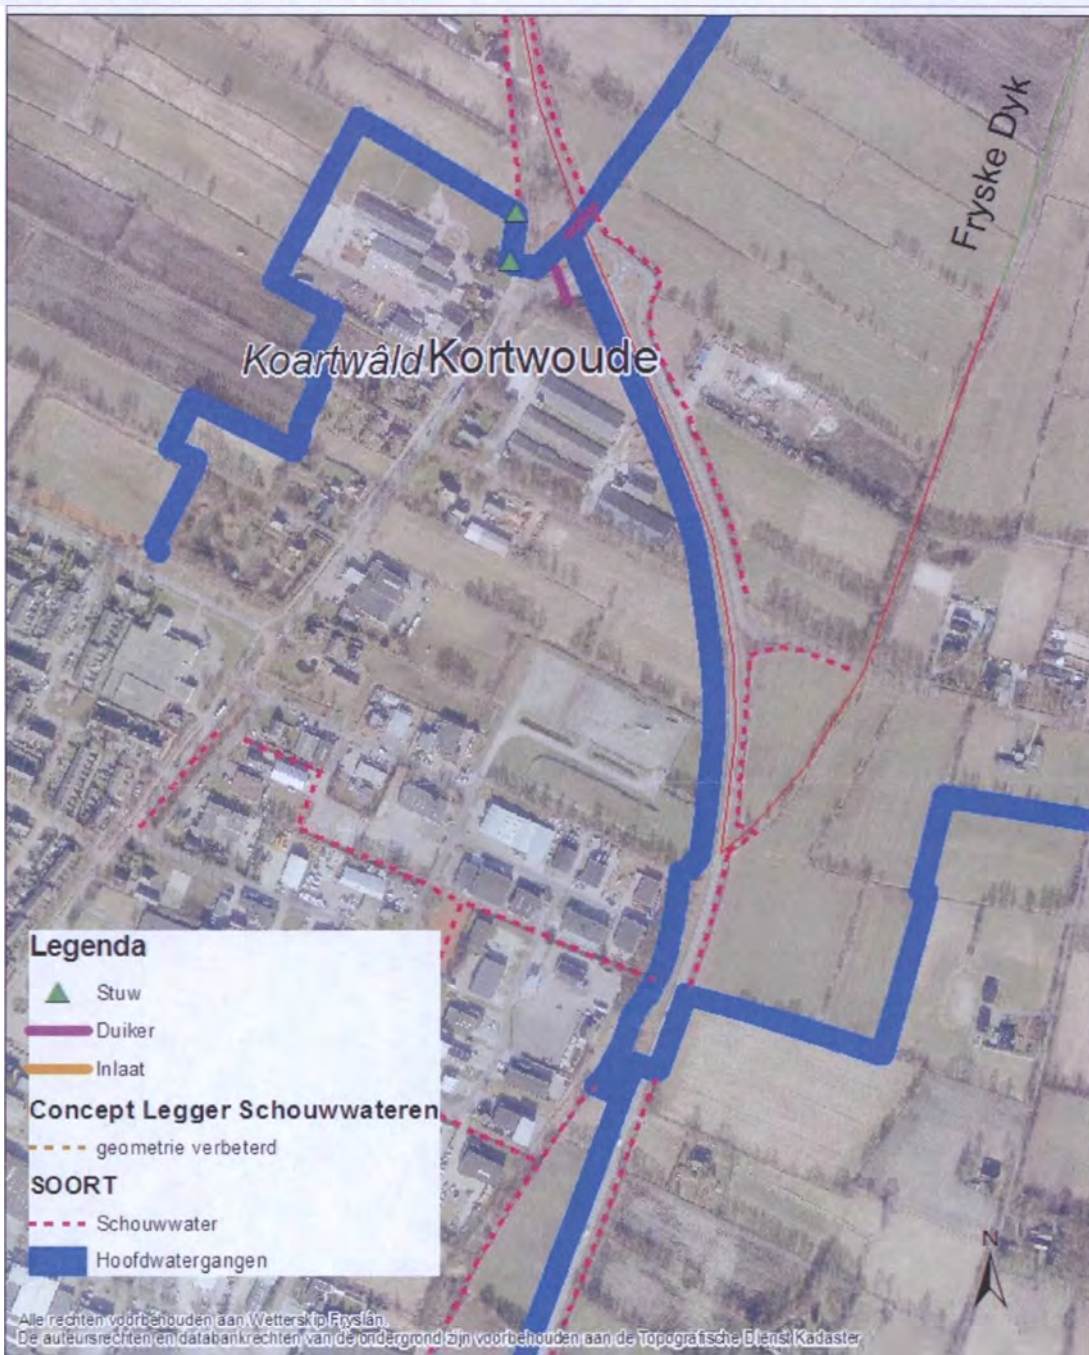 Fryske Dyk
Koartwâld Kortwoude
Legenda
Stuw
Duiker
Inlaat
Concept Legger Schouwwateren
geometrie verbeterd
SOORT
Schouwwater
Hoofdwatergangen
N
Alle rechten voorbehouden aan Wetterskip Fryslân.
De auteursrechten en databankrechten van de ondergrond zijn voorbehouden aan de Topografische Dienst Kadaster